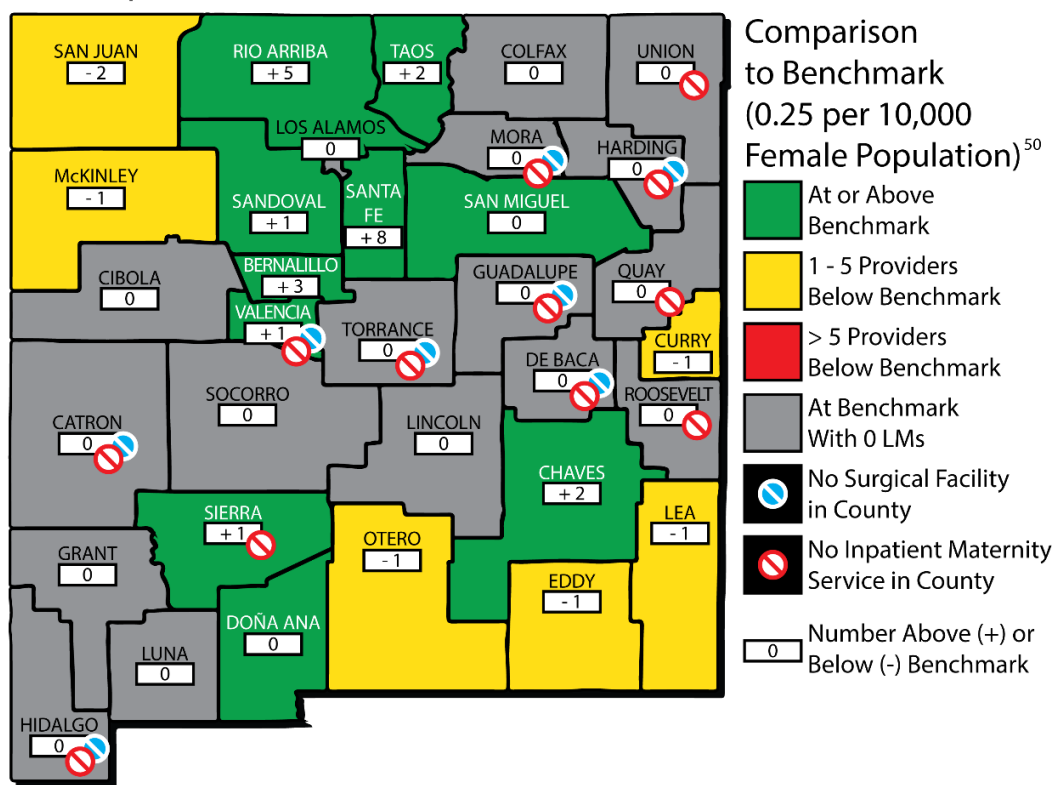 SAN JUAN
- 2
RIO ARRIBA
+ 5
TAOS
+ 2
COLFAX
0
UNION
0
LOS ALAMOS
0
MORA
0
HARDING
0
McKINLEY
- 1
SANDOVAL
+ 1
SANTA
FE
+ 8
SAN MIGUEL
0
CIBOLA
0
BERNALILLO
+ 3
GUADALUPE
0
QUAY
0
VALENCIA
+ 1
TORRANCE
0
CURRY
- 1
DE BACA
0
ROOSEVELT
0
CATRON
0
SOCORRO
0
LINCOLN
0
CHAVES
+ 2
SIERRA
+ 1
OTERO
- 1
LEA
- 1
GRANT
0
EDDY
- 1
DOÑA ANA
0
LUNA
0
HIDALGO
0
Comparison
to Benchmark
(0.25 per 10,000
Female Population)50
At or Above
Benchmark
1 - 5 Providers
Below Benchmark
> 5 Providers
Below Benchmark
At Benchmark
With 0 LMs
No Surgical Facility
in County
No Inpatient Maternity
Service in County
0
Number Above (+) or
Below (-) Benchmark